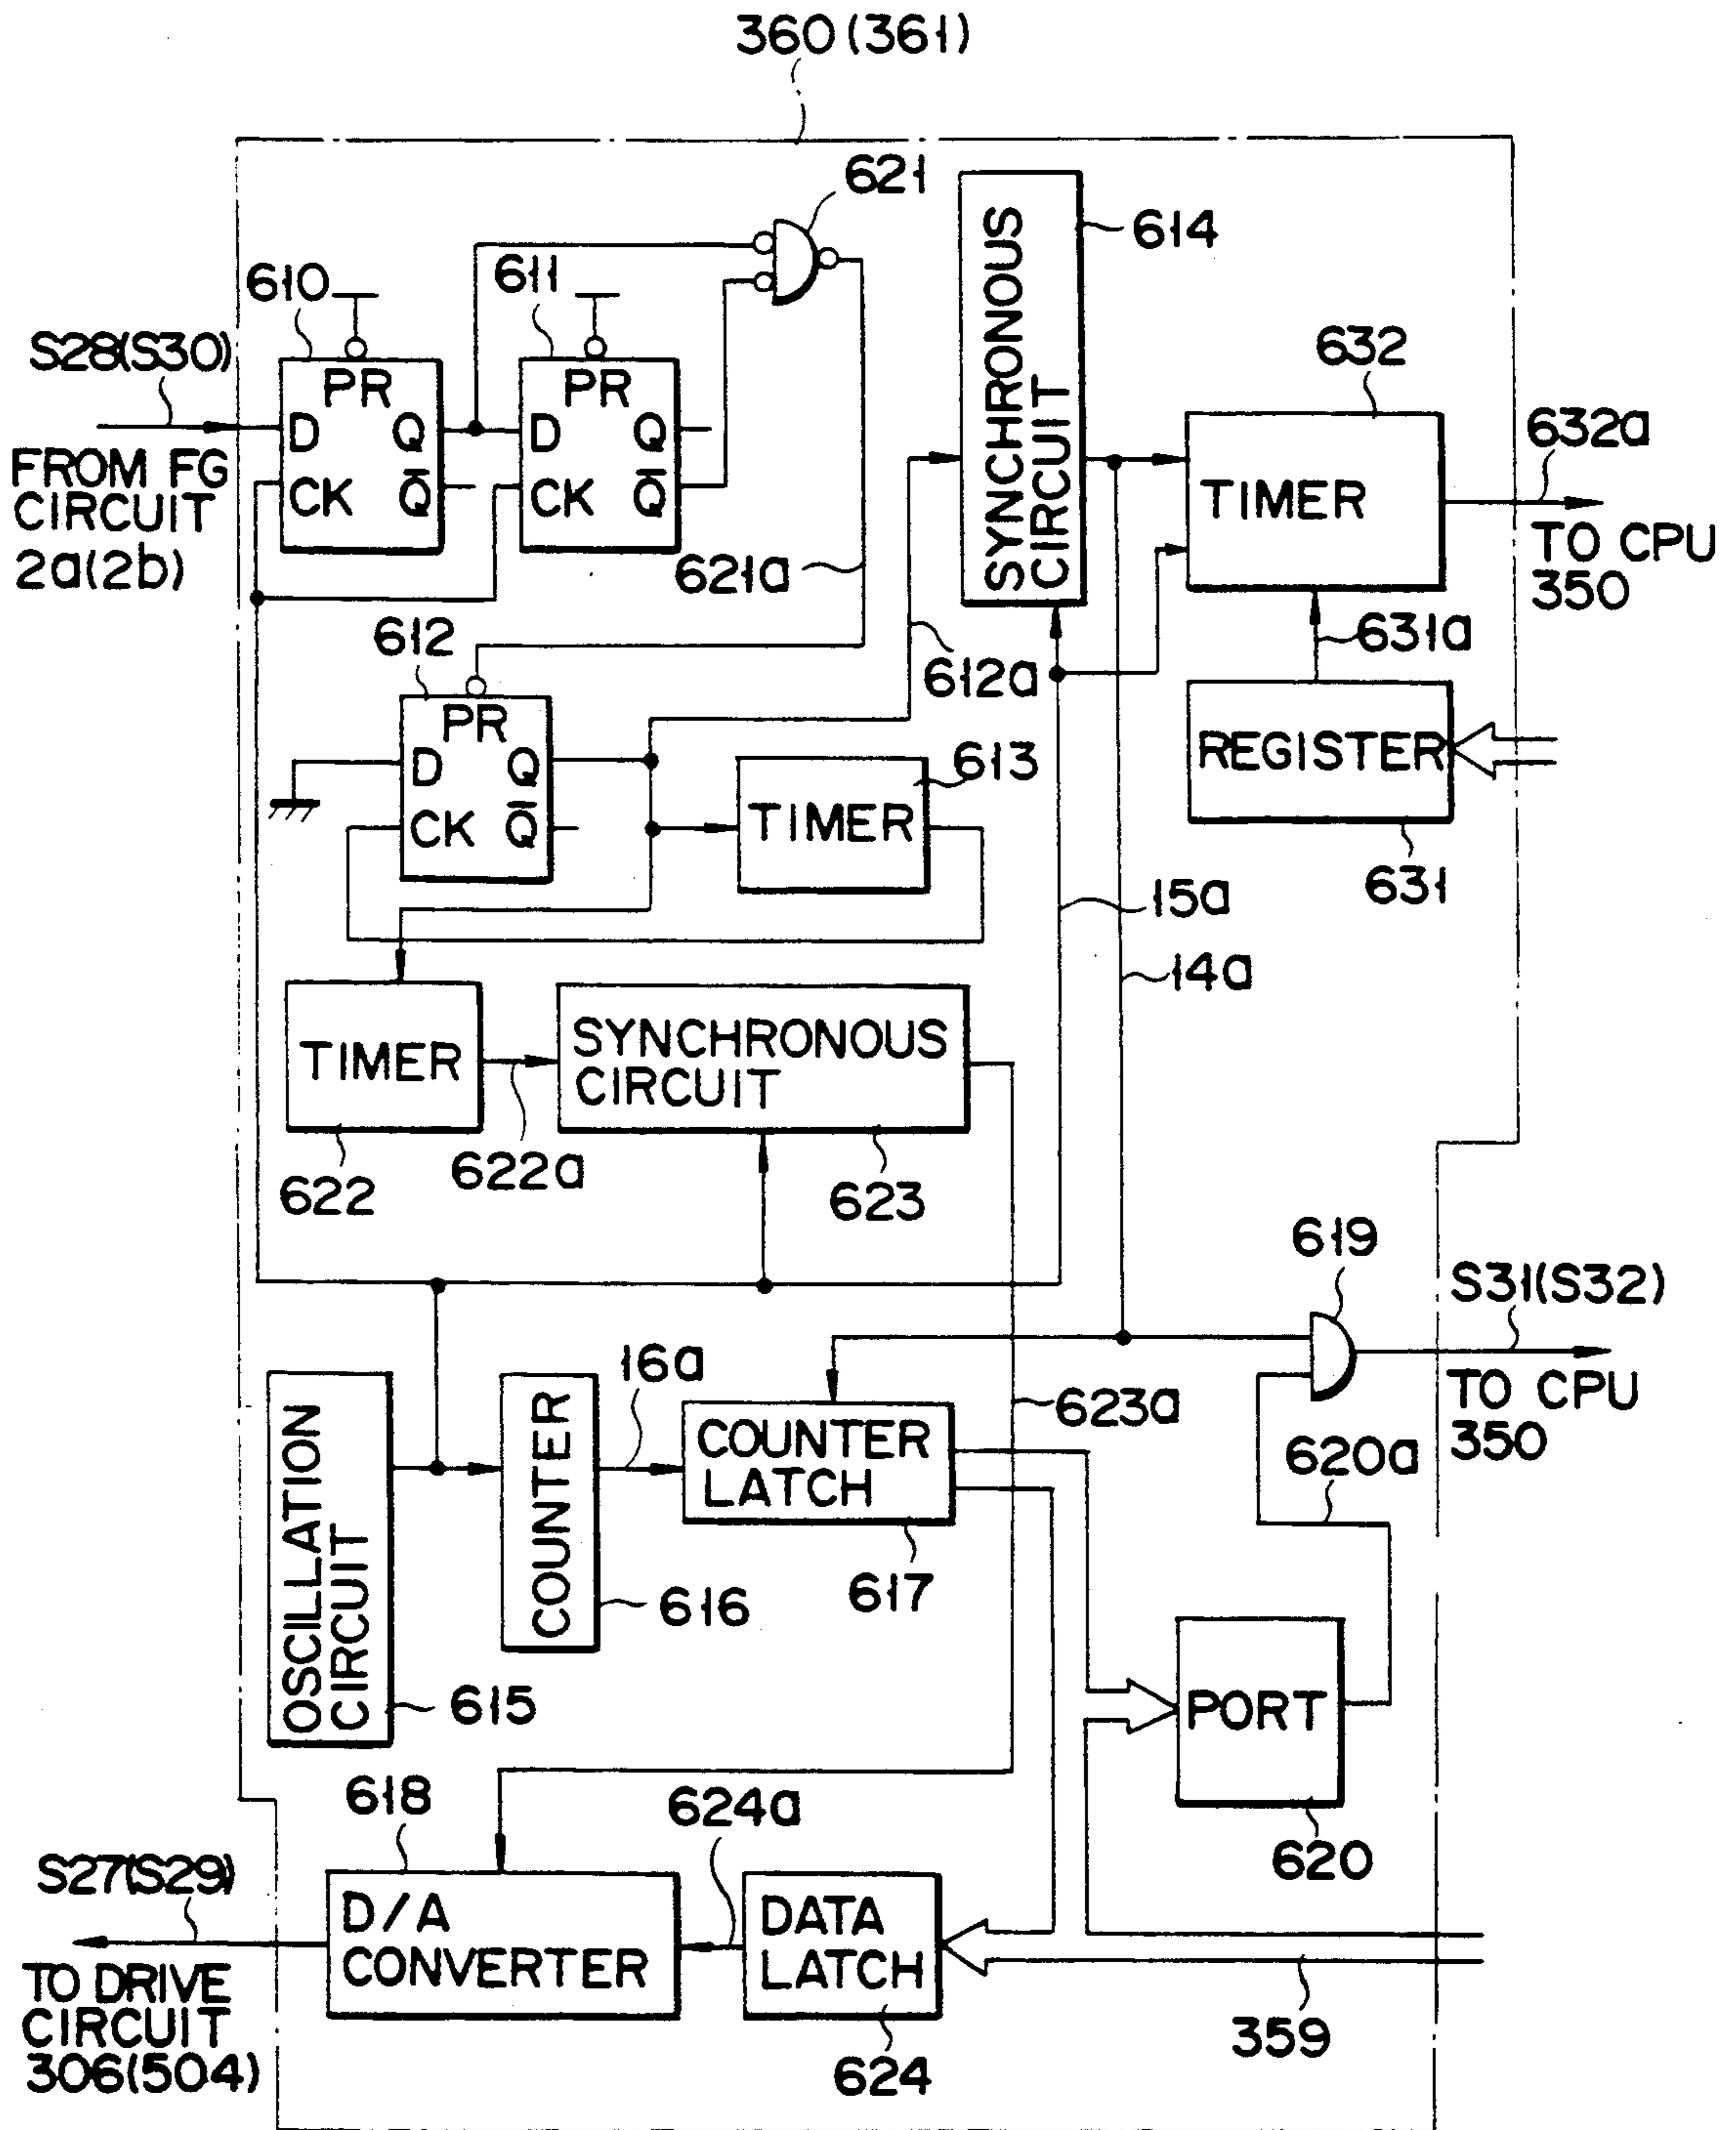 360(361)
621
614
610
611
S28(S30)
PR
D
Q
CK
Q̅
PR
D
Q
CK
Q̅
FROM FG
CIRCUIT
2a(2b)
621a
SYNCHRONOUS
CIRCUIT
632
TIMER
632a
TO CPU
350
631a
612
612a
PR
D
Q
CK
Q̅
613
TIMER
REGISTER
631
15a
14a
TIMER
622
622a
SYNCHRONOUS
CIRCUIT
623
619
S31(S32)
TO CPU
350
OSCILLATION
CIRCUIT
615
COUNTER
616
16a
COUNTER
LATCH
617
623a
620a
PORT
620
618
624a
S27(S29)
D/A
CONVERTER
DATA
LATCH
TO DRIVE
CIRCUIT
306(504)
624
359